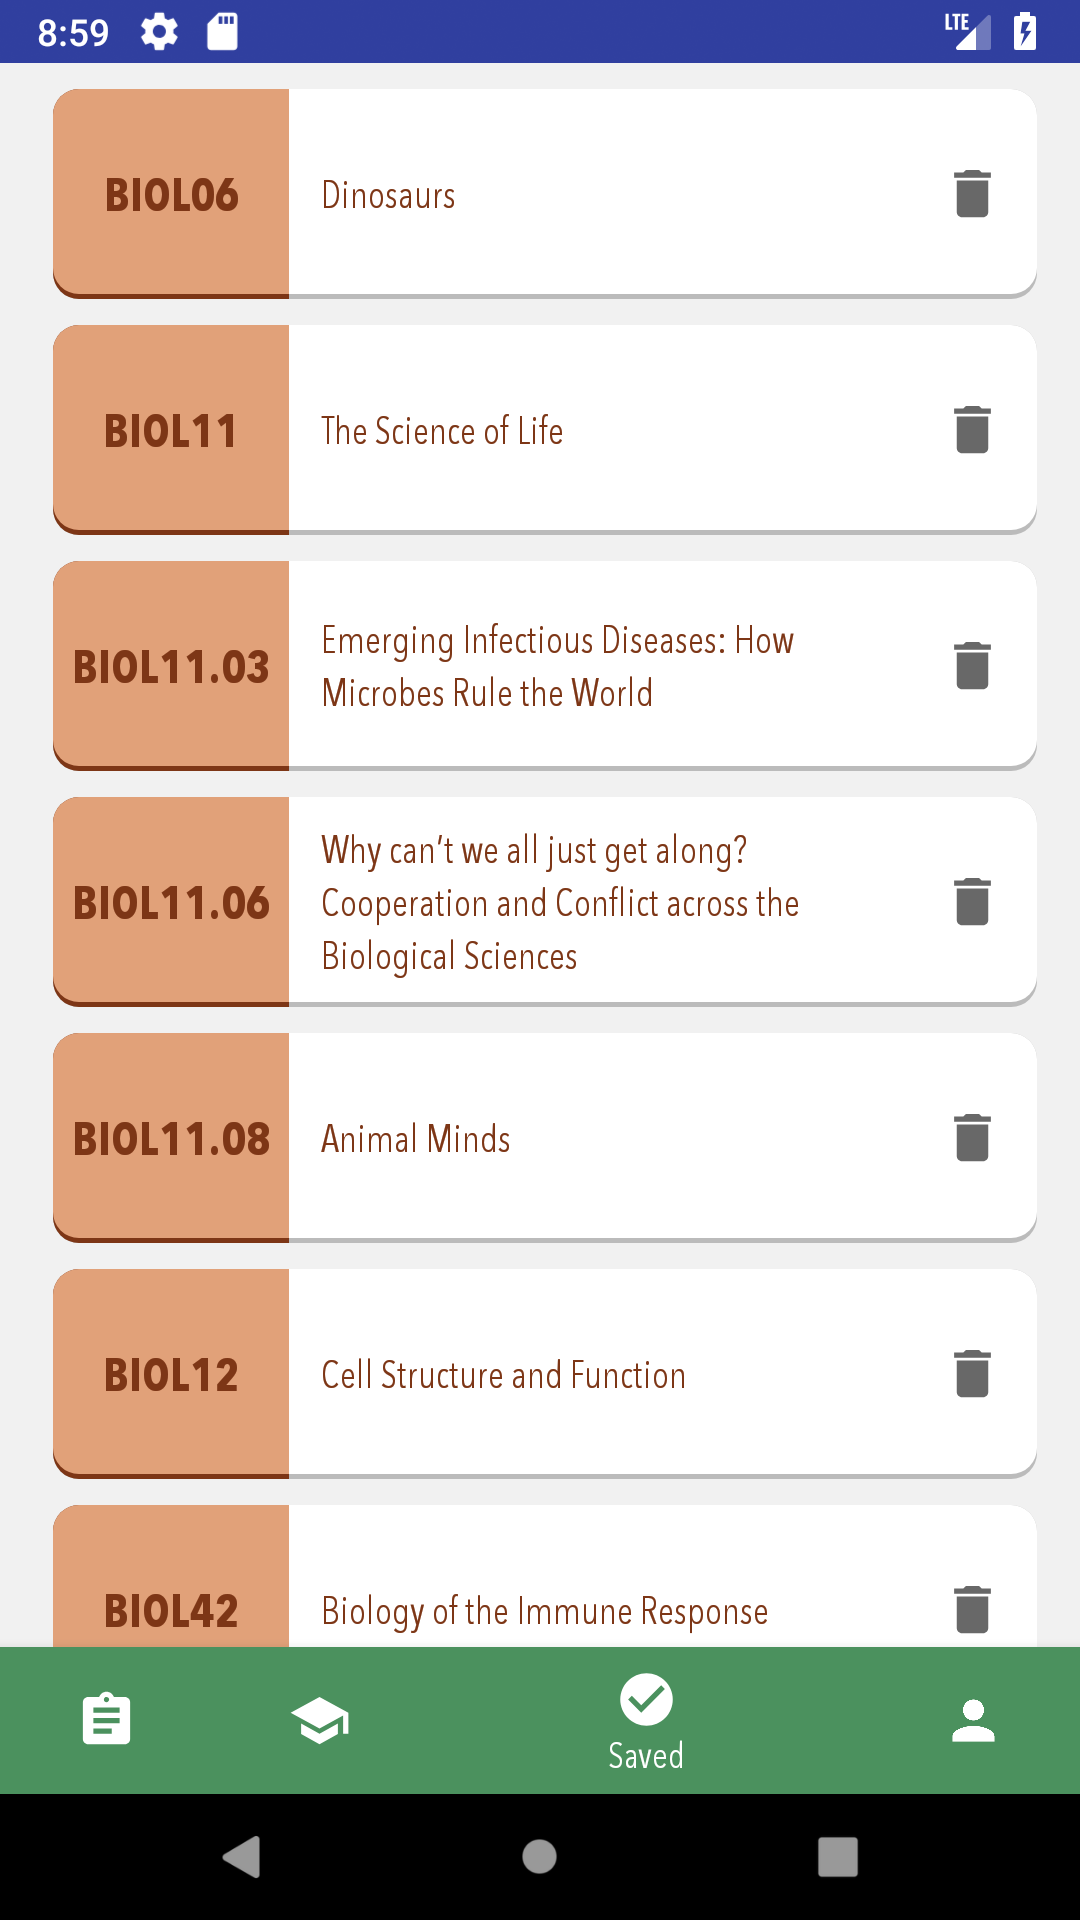 8:59
LTE
BIOL06
Dinosaurs
BIOL11
The Science of Life
BIOL11.03
Emerging Infectious Diseases: How
Microbes Rule the World
BIOL11.06
Why can't we all just get along?
Cooperation and Conflict across the
Biological Sciences
BIOL11.08
Animal Minds
BIOL12
Cell Structure and Function
BIOL42
Biology of the Immune Response
Saved